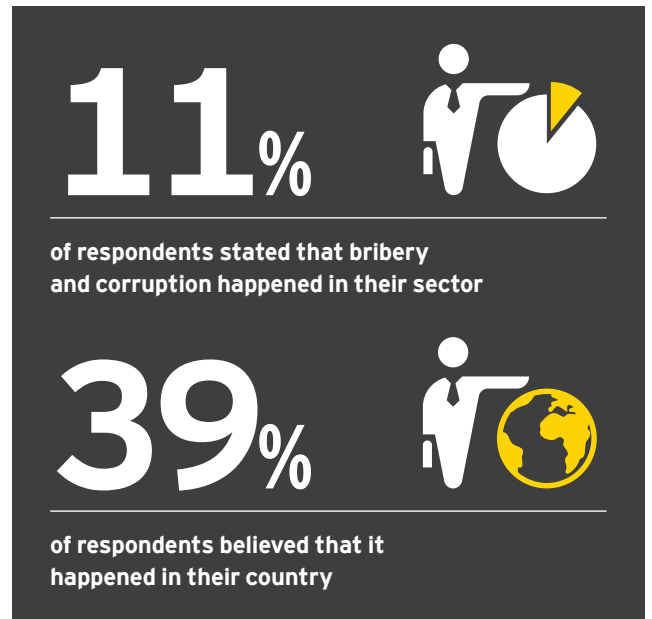 11%
of respondents stated that bribery
and corruption happened in their sector
39%
of respondents believed that it
happened in their country